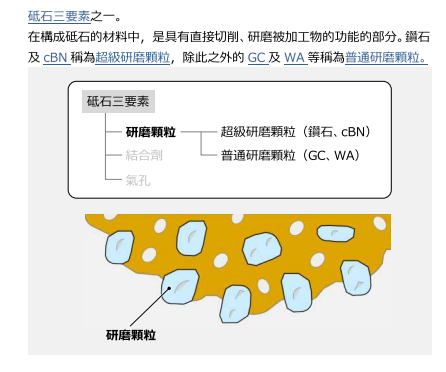 砥石三要素之一。
在構成砥石的材料中，是具有直接切削、研磨被加工物的功能的部分。鑽石
及 cBN 稱為超級研磨顆粒，除此之外的 GC 及 WA 等稱為普通研磨顆粒。
砥石三要素
研磨顆粒 超級研磨顆粒（鑽石、cBN）
結合劑 普通研磨顆粒（GC、WA）
氣孔
研磨顆粒